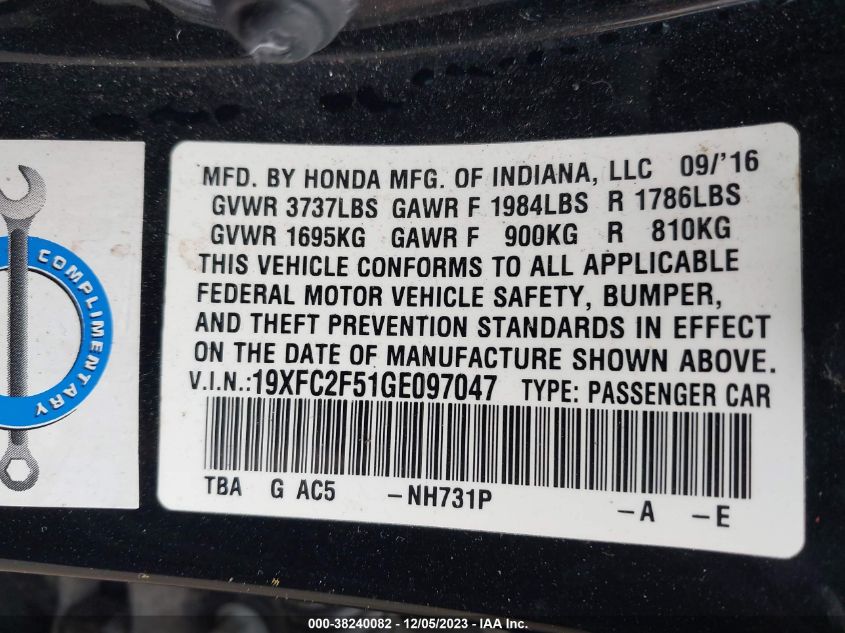 MFD. BY HONDA MFG. OF INDIANA, LLC 09/'16
GVWR 3737LBS GAWR F 1984LBS R 1786LBS
GVWR 1695KG GAWR F 900KG R 810KG
THIS VEHICLE CONFORMS TO ALL APPLICABLE
FEDERAL MOTOR VEHICLE SAFETY, BUMPER,
AND THEFT PREVENTION STANDARDS IN EFFECT
ON THE DATE OF MANUFACTURE SHOWN ABOVE.
V.I.N.:19XFC2F51GE097047 TYPE: PASSENGER CAR
TBA G AC5 -NH731P -A -E
COMPLIMENTARY
000-38240082 - 12/05/2023 - IAAI Inc.